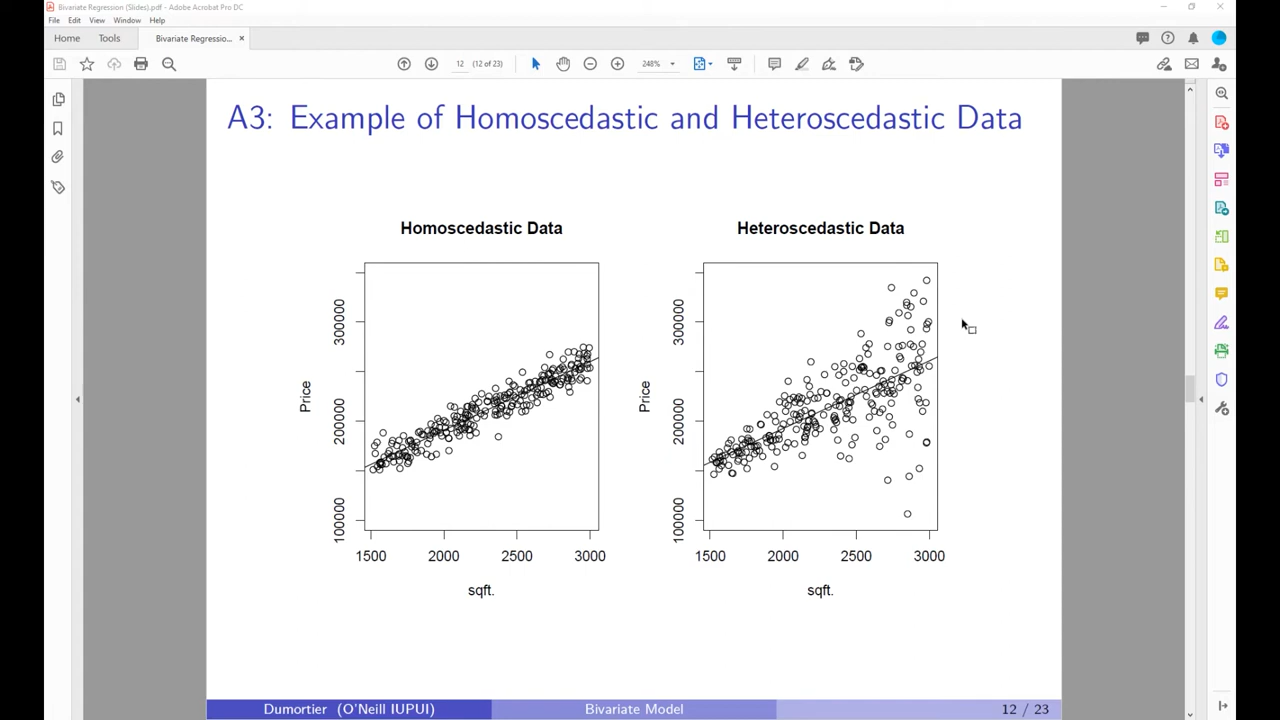 Bivariate Regression (Slides).pdf - Adobe Acrobat Pro DC
File Edit View Window Help
Home Tools Bivariate Regressio... ×
12 (12 of 23) 248%
A3: Example of Homoscedastic and Heteroscedastic Data
Homoscedastic Data
Price
100000 200000 300000
1500 2000 2500 3000
sqft.
Heteroscedastic Data
Price
100000 200000 300000
1500 2000 2500 3000
sqft.
Dumortier (O'Neill IUPUI) Bivariate Model 12 / 23